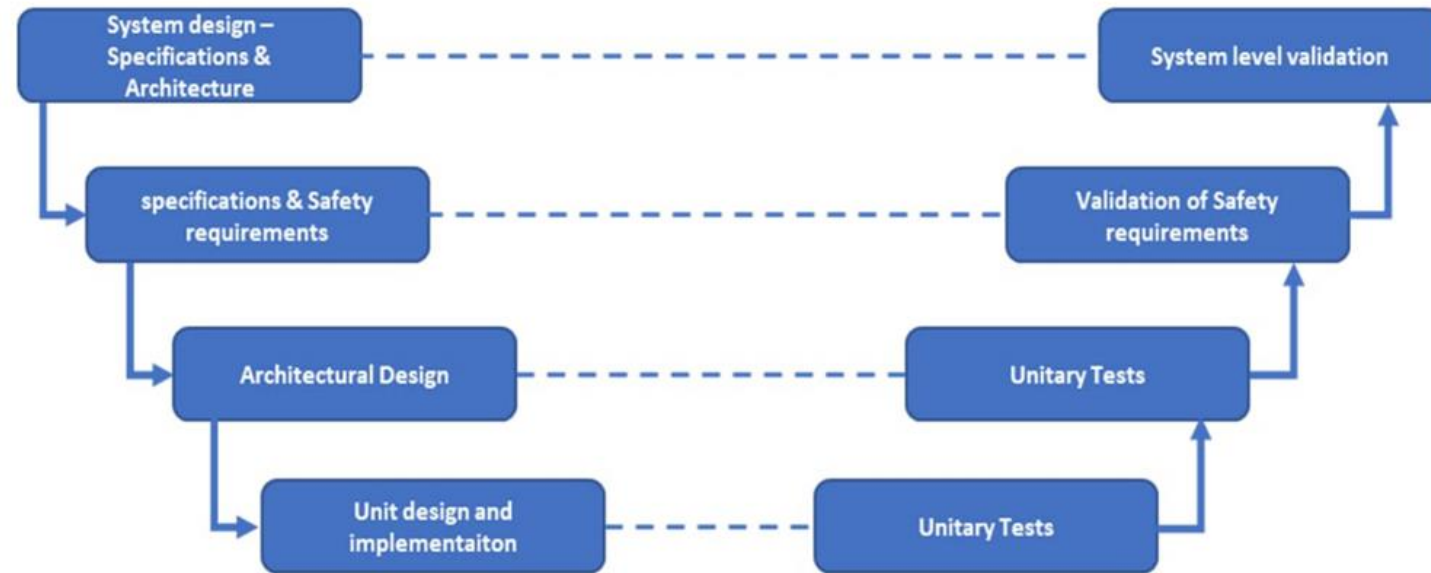 System design –
Specifications &
Architecture
System level validation
specifications & Safety
requirements
Validation of Safety
requirements
Architectural Design
Unitary Tests
Unit design and
implementaiton
Unitary Tests